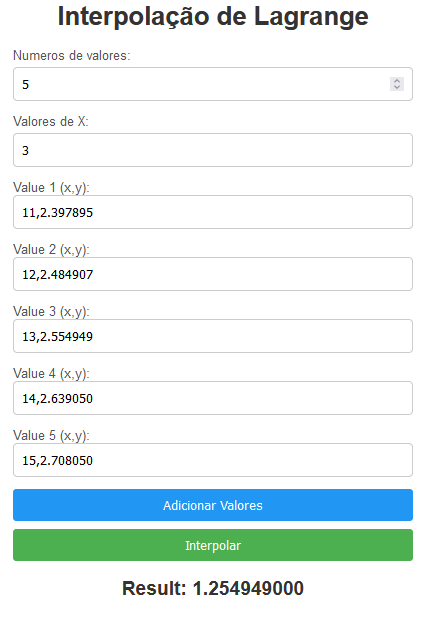 Interpolação de Lagrange
Numeros de valores:
5
Valores de X:
3
Value 1 (x,y):
11,2.397895
Value 2 (x,y):
12,2.484907
Value 3 (x,y):
13,2.554949
Value 4 (x,y):
14,2.639050
Value 5 (x,y):
15,2.708050
Adicionar Valores
Interpolar
Result: 1.254949000